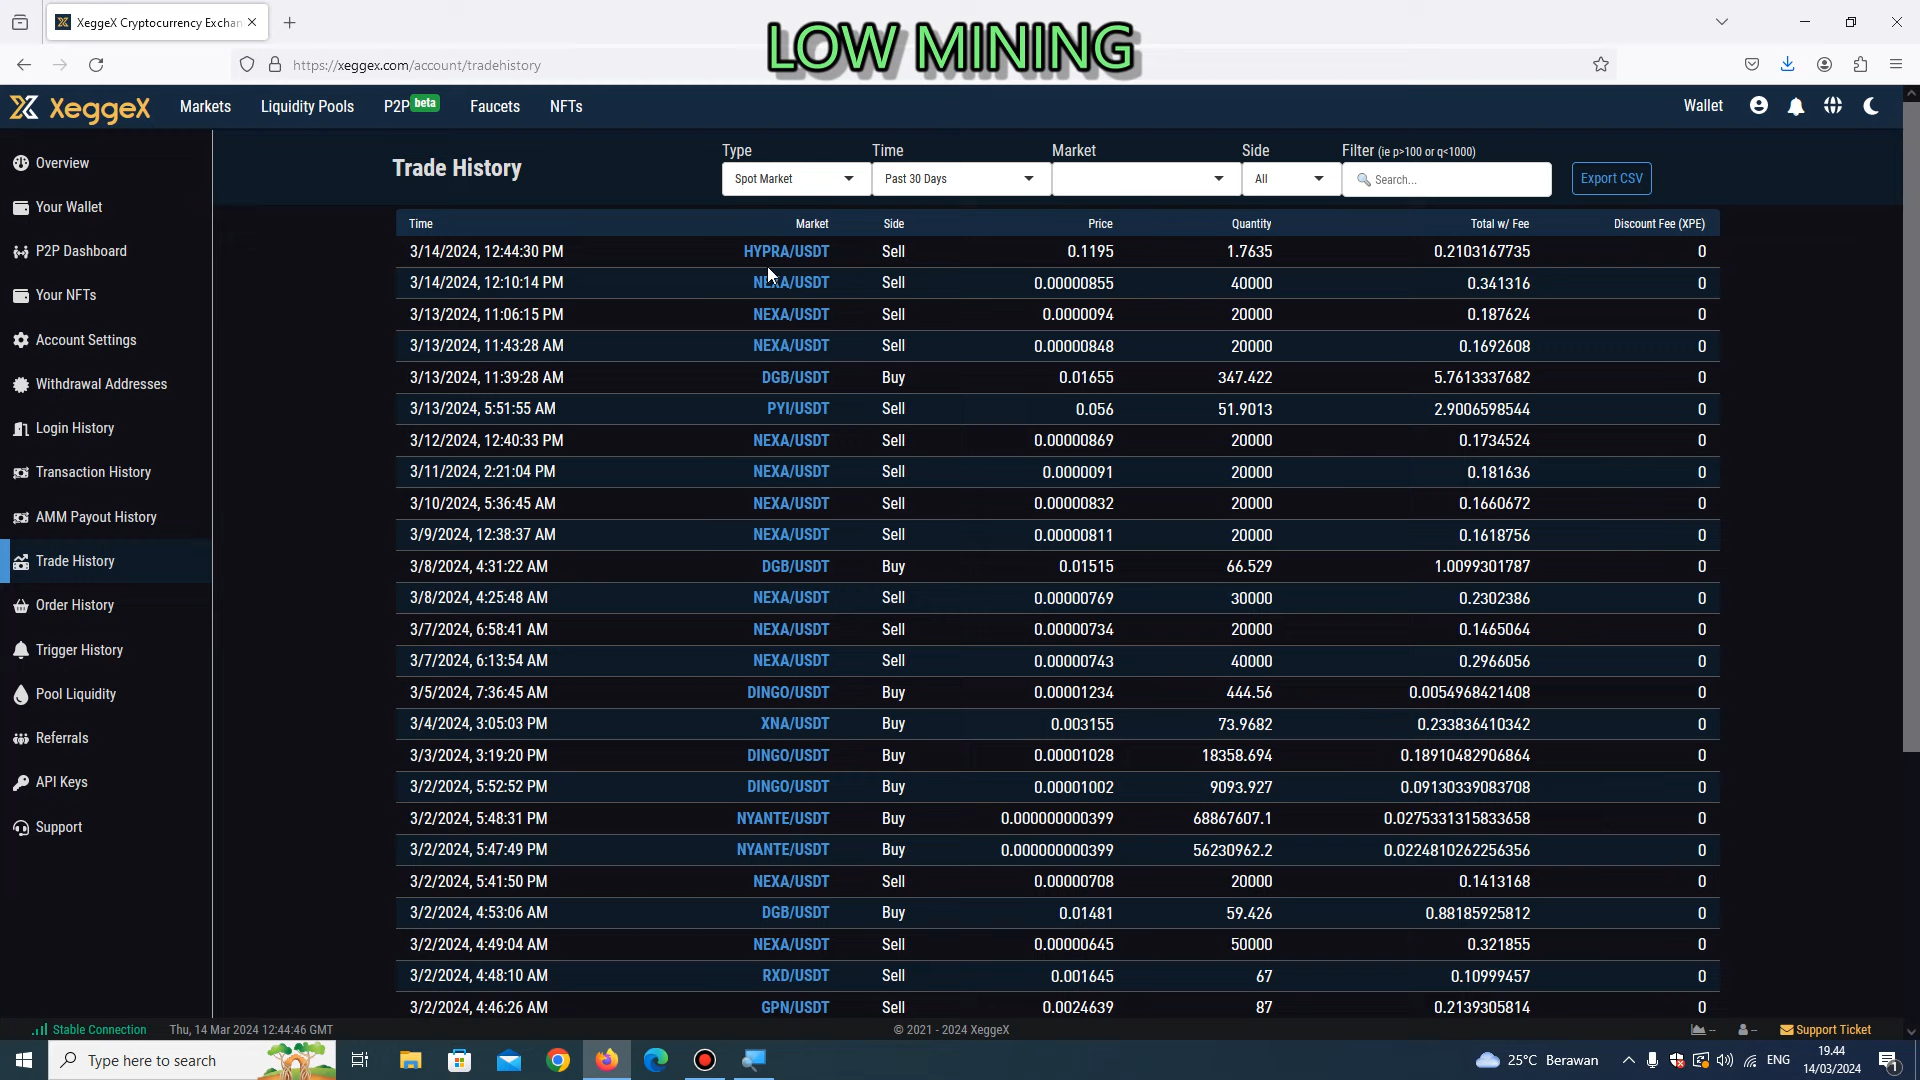 XeggeX Cryptocurrency Exchan
LOW MINING
https://xeggex.com/account/tradehistory
XeggeX
Markets
Liquidity Pools
P2P beta
Faucets
NFTs
Wallet
Overview
Your Wallet
P2P Dashboard
Your NFTs
Account Settings
Withdrawal Addresses
Login History
Transaction History
AMM Payout History
Trade History
Order History
Trigger History
Pool Liquidity
Referrals
API Keys
Support
Trade History
Type Time Market Side Filter (ie p>100 or q<1000)
Spot Market Past 30 Days All Search... Export CSV
Time Market Side Price Quantity Total w/ Fee Discount Fee (XPE)
3/14/2024, 12:44:30 PM HYPRA/USDT Sell 0.1195 1.7635 0.2103167735 0
3/14/2024, 12:10:14 PM NEXA/USDT Sell 0.00000855 40000 0.341316 0
3/13/2024, 11:06:15 PM NEXA/USDT Sell 0.0000094 20000 0.187624 0
3/13/2024, 11:43:28 AM NEXA/USDT Sell 0.00000848 20000 0.1692608 0
3/13/2024, 11:39:28 AM DGB/USDT Buy 0.01655 347.422 5.7613337682 0
3/13/2024, 5:51:55 AM PYI/USDT Sell 0.056 51.9013 2.9006598544 0
3/12/2024, 12:40:33 PM NEXA/USDT Sell 0.00000869 20000 0.1734524 0
3/11/2024, 2:21:04 PM NEXA/USDT Sell 0.0000091 20000 0.181636 0
3/10/2024, 5:36:45 AM NEXA/USDT Sell 0.00000832 20000 0.1660672 0
3/9/2024, 12:38:37 AM NEXA/USDT Sell 0.00000811 20000 0.1618756 0
3/8/2024, 4:31:22 AM DGB/USDT Buy 0.01515 66.529 1.0099301787 0
3/8/2024, 4:25:48 AM NEXA/USDT Sell 0.00000769 30000 0.2302386 0
3/7/2024, 6:58:41 AM NEXA/USDT Sell 0.00000734 20000 0.1465064 0
3/7/2024, 6:13:54 AM NEXA/USDT Sell 0.00000743 40000 0.2966056 0
3/5/2024, 7:36:45 AM DINGO/USDT Buy 0.00001234 444.56 0.0054968421408 0
3/4/2024, 3:05:03 PM XNA/USDT Buy 0.003155 73.9682 0.233836410342 0
3/3/2024, 3:19:20 PM DINGO/USDT Buy 0.00001028 18358.694 0.18910482906864 0
3/2/2024, 5:52:52 PM DINGO/USDT Buy 0.00001002 9093.927 0.09130339083708 0
3/2/2024, 5:48:31 PM NYANTE/USDT Buy 0.000000000399 68867607.1 0.0275331315833658 0
3/2/2024, 5:47:49 PM NYANTE/USDT Buy 0.000000000399 56230962.2 0.0224810262256356 0
3/2/2024, 5:41:50 PM NEXA/USDT Sell 0.00000708 20000 0.1413168 0
3/2/2024, 4:53:06 AM DGB/USDT Buy 0.01481 59.426 0.88185925812 0
3/2/2024, 4:49:04 AM NEXA/USDT Sell 0.00000645 50000 0.321855 0
3/2/2024, 4:48:10 AM RXD/USDT Sell 0.001645 67 0.10999457 0
3/2/2024, 4:46:26 AM GPN/USDT Sell 0.0024639 87 0.2139305814 0
Stable Connection Thu, 14 Mar 2024 12:44:46 GMT © 2021 - 2024 XeggeX -- -- Support Ticket
Type here to search 25°C Berawan ENG 19.44
14/03/2024 1